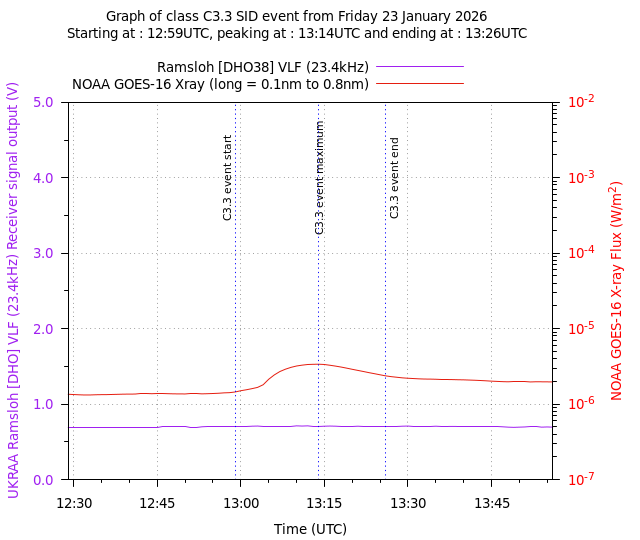 Graph of class C3.3 SID event from Friday 23 January 2026
Starting at : 12:59UTC, peaking at : 13:14UTC and ending at : 13:26UTC
Ramsloh [DHO38] VLF (23.4kHz)
NOAA GOES-16 Xray (long = 0.1nm to 0.8nm)
UKRAA Ramsloh [DHO] VLF (23.4kHz) Receiver signal output (V)
5.0
4.0
3.0
2.0
1.0
0.0
C3.3 event start
C3.3 event maximum
C3.3 event end
10-2
10-3
10-4
10-5
10-6
10-7
NOAA GOES-16 X-ray Flux (W/m2)
12:30 12:45 13:00 13:15 13:30 13:45
Time (UTC)